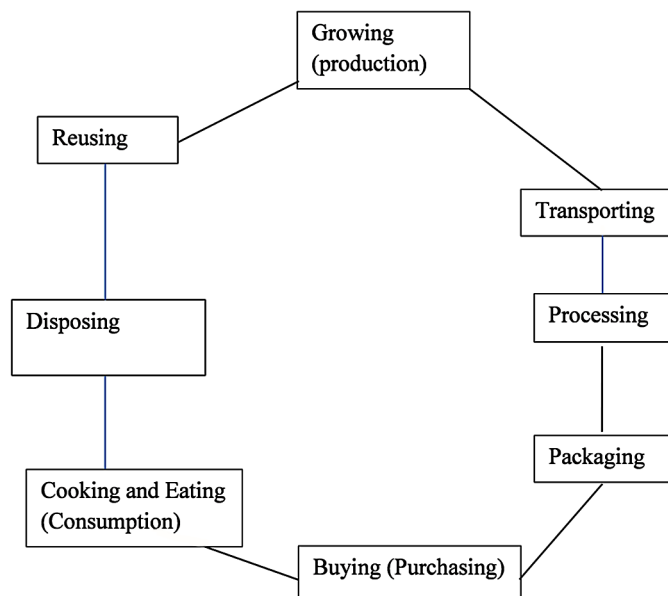 Growing
(production)
Transporting
Processing
Packaging
Buying (Purchasing)
Cooking and Eating
(Consumption)
Disposing
Reusing